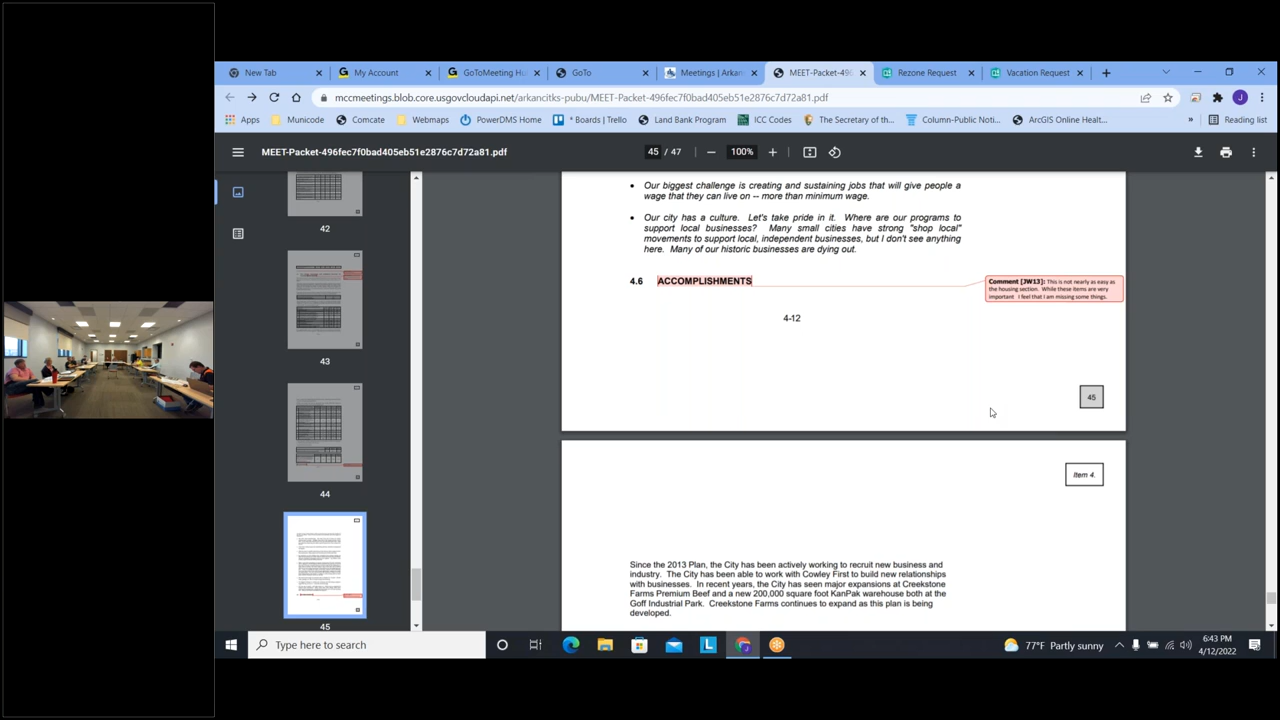 New Tab
My Account
GoToMeeting Hu
GoTo
Meetings | Arkan
MEET-Packet-496
Rezone Request
Vacation Request
mccmeetings.blob.core.usgovcloudapi.net/arkancitks-pubu/MEET-Packet-496fec7f0bad405eb51e2876c7d72a81.pdf
Apps
Municode
Comcate
Webmaps
PowerDMS Home
* Boards | Trello
Land Bank Program
ICC Codes
The Secretary of th...
Column-Public Noti...
ArcGIS Online Healt...
»
Reading list
MEET-Packet-496fec7f0bad405eb51e2876c7d72a81.pdf
45 / 47
100%
42
43
44
45
• Our biggest challenge is creating and sustaining jobs that will give people a
wage that they can live on -- more than minimum wage.
• Our city has a culture. Let's take pride in it. Where are our programs to
support local businesses? Many small cities have strong "shop local"
movements to support local, independent businesses, but I don't see anything
here. Many of our historic businesses are dying out.
4.6 ACCOMPLISHMENTS
Comment [JW13]: This is not nearly as easy as
the housing section. While these items are very
important I feel that I am missing some things.
4-12
45
Item 4.
Since the 2013 Plan, the City has been actively working to recruit new business and
industry. The City has been able to work with Cowley First to build new relationships
with businesses. In recent years, the City has seen major expansions at Creekstone
Farms Premium Beef and a new 200,000 square foot KanPak warehouse both at the
Goff Industrial Park. Creekstone Farms continues to expand as this plan is being
developed.
Type here to search
77°F Partly sunny
6:43 PM
4/12/2022